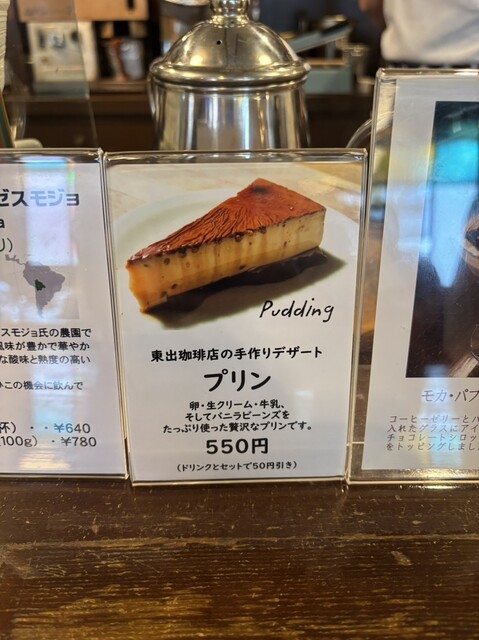 ゼスモジョ
a
リ)
スモジョ氏の農園で
風味が豊かで華やか
な酸味と熟度の高い
この機会に飲んで
杯)・・¥640
(100g)・¥780
Pudding
東出珈琲店の手作りデザート
プリン
卵・生クリーム・牛乳、
そしてバニラビーンズを
たっぷり使った贅沢なプリンです。
550円
(ドリンクとセットで50円引き)
モカ・パフ
コーヒーゼリーとバ
入れたグラスにアイ
チョコレートシロッ
をトッピングしまし